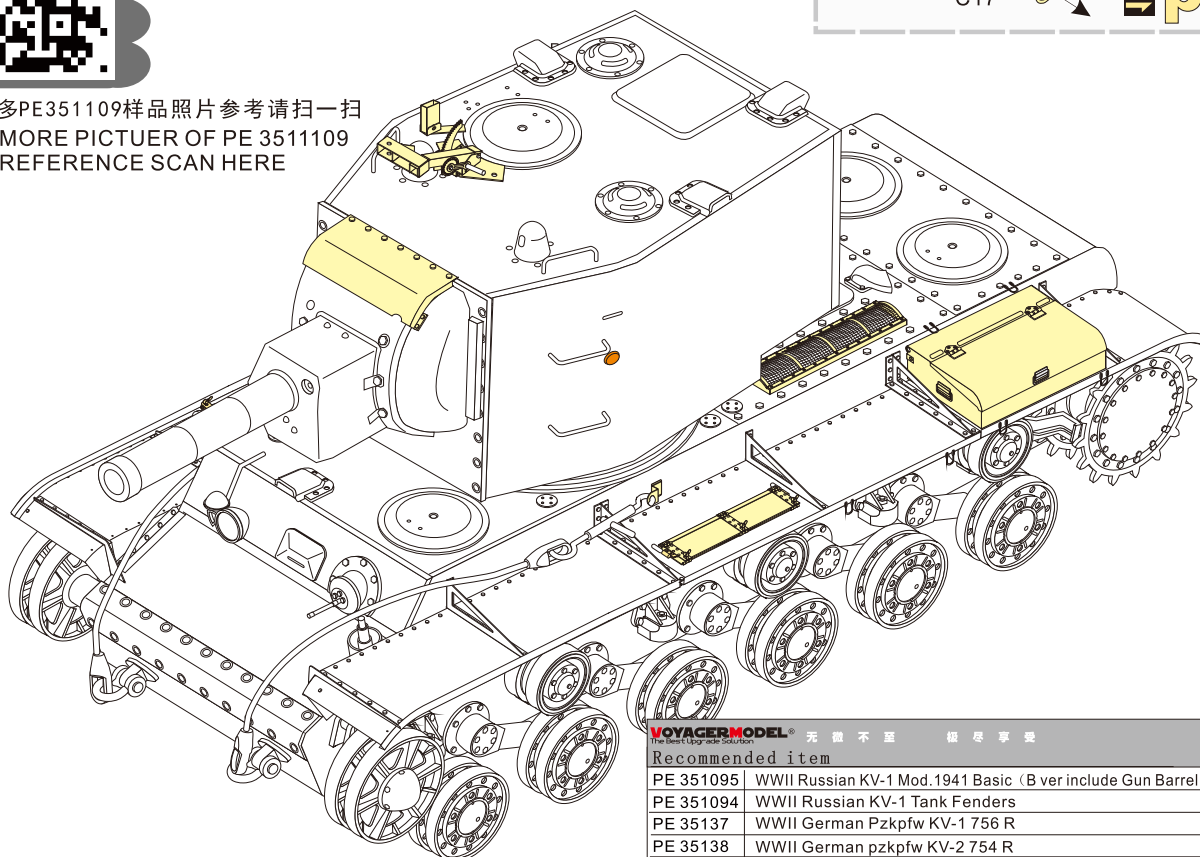 多PE351109样品照片参考请扫一扫
MORE PICTUER OF PE 3511109
REFERENCE SCAN HERE
VOYAGERMODEL® 无微不至 极尽享受
The Best Upgrade Solution
Recommended item
PE 351095 WWII Russian KV-1 Mod.1941 Basic（B ver include Gun Barrel
PE 351094 WWII Russian KV-1 Tank Fenders
PE 35137 WWII German Pzkpfw KV-1 756 R
PE 35138 WWII German pzkpfw KV-2 754 R